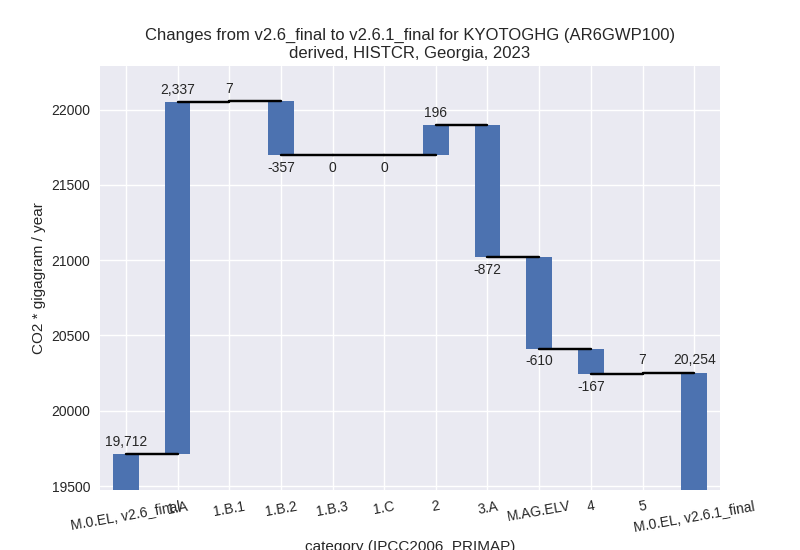 Changes from v2.6_final to v2.6.1_final for KYOTOGHG (AR6GWP100)
derived, HISTCR, Georgia, 2023
CO2 * gigagram / year
22000
21500
21000
20500
20000
19500
19,712
2,337
7
-357
0
0
196
-872
-610
-167
7
20,254
M.0.EL, v2.6_final
1.A
1.B.1
1.B.2
1.B.3
1.C
2
3.A
M.AG.ELV
4
5
M.0.EL, v2.6.1_final
category (IPCC2006_PRIMAP)